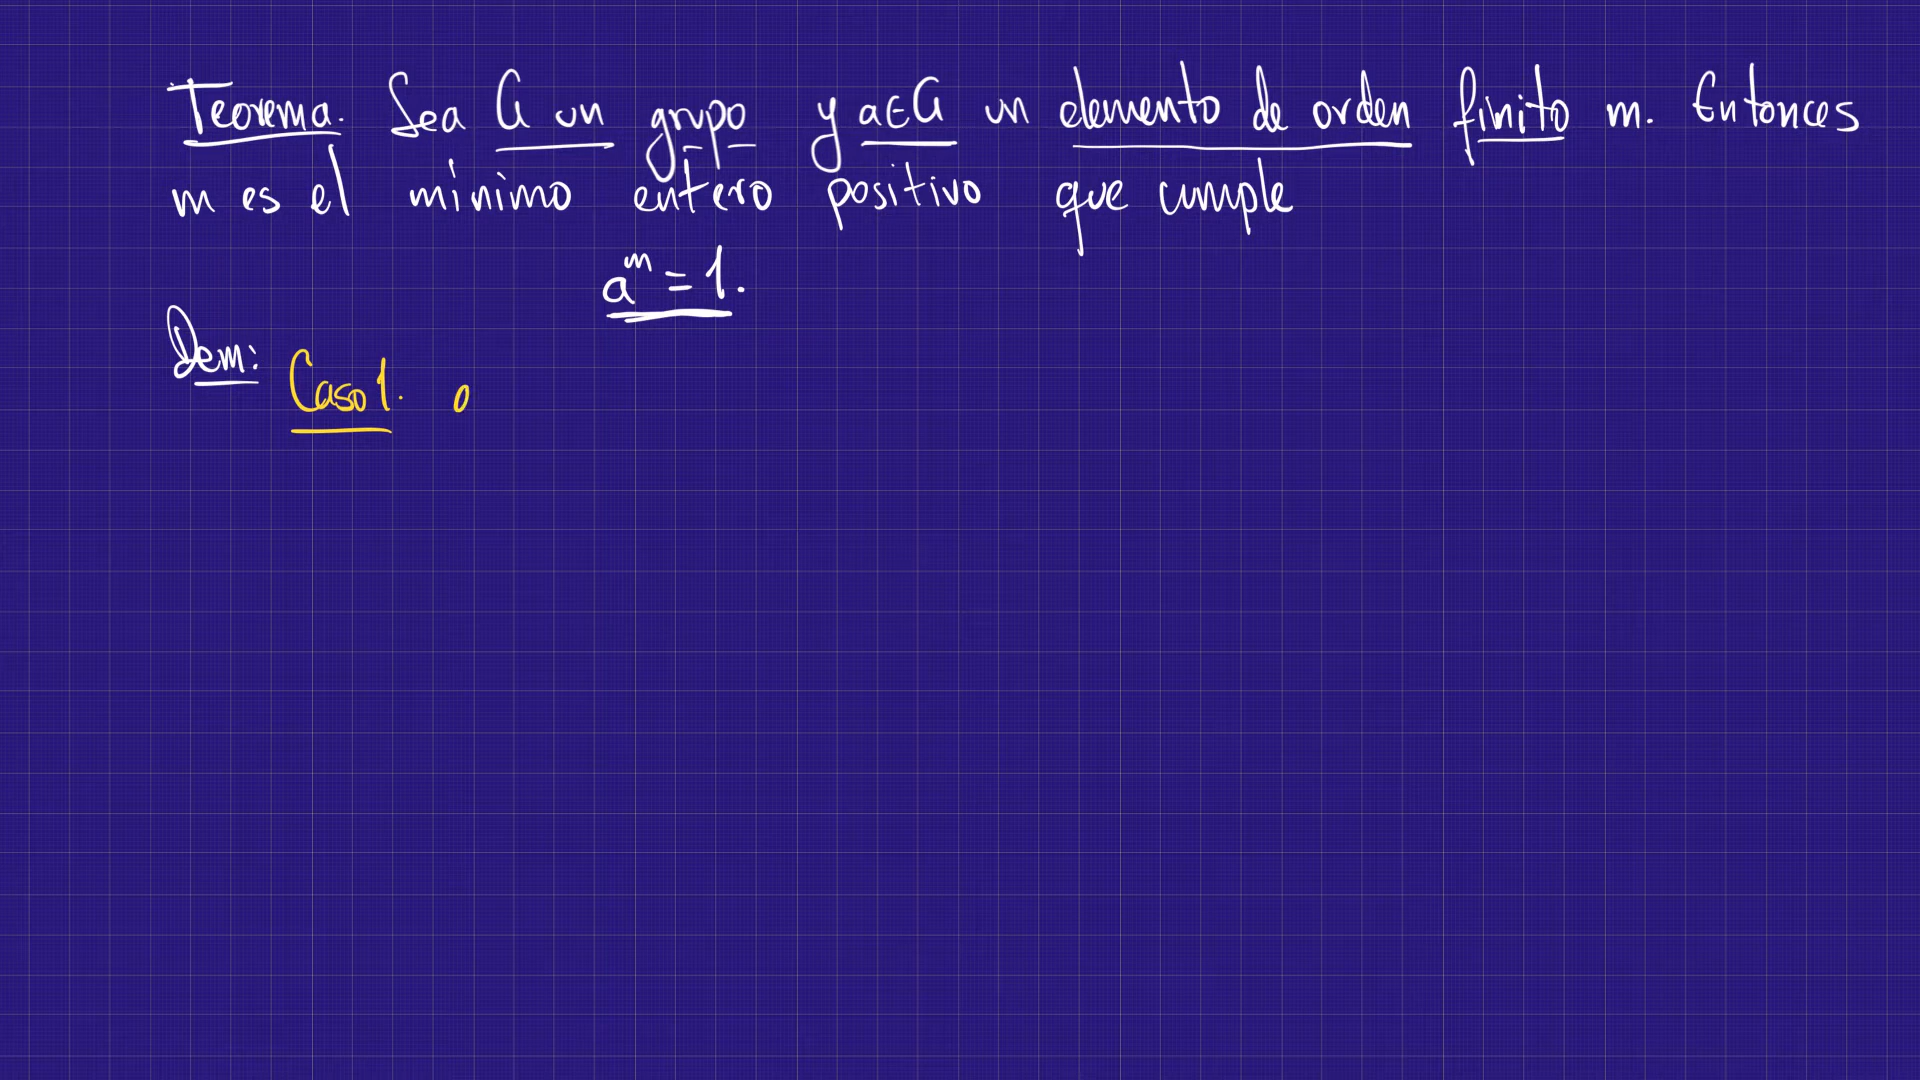 Teorema. Sea G un grupo y a∈G un elemento de orden finito m. Entonces
m es el mínimo entero positivo que cumple
a^m = 1.
Dem: Caso 1. o